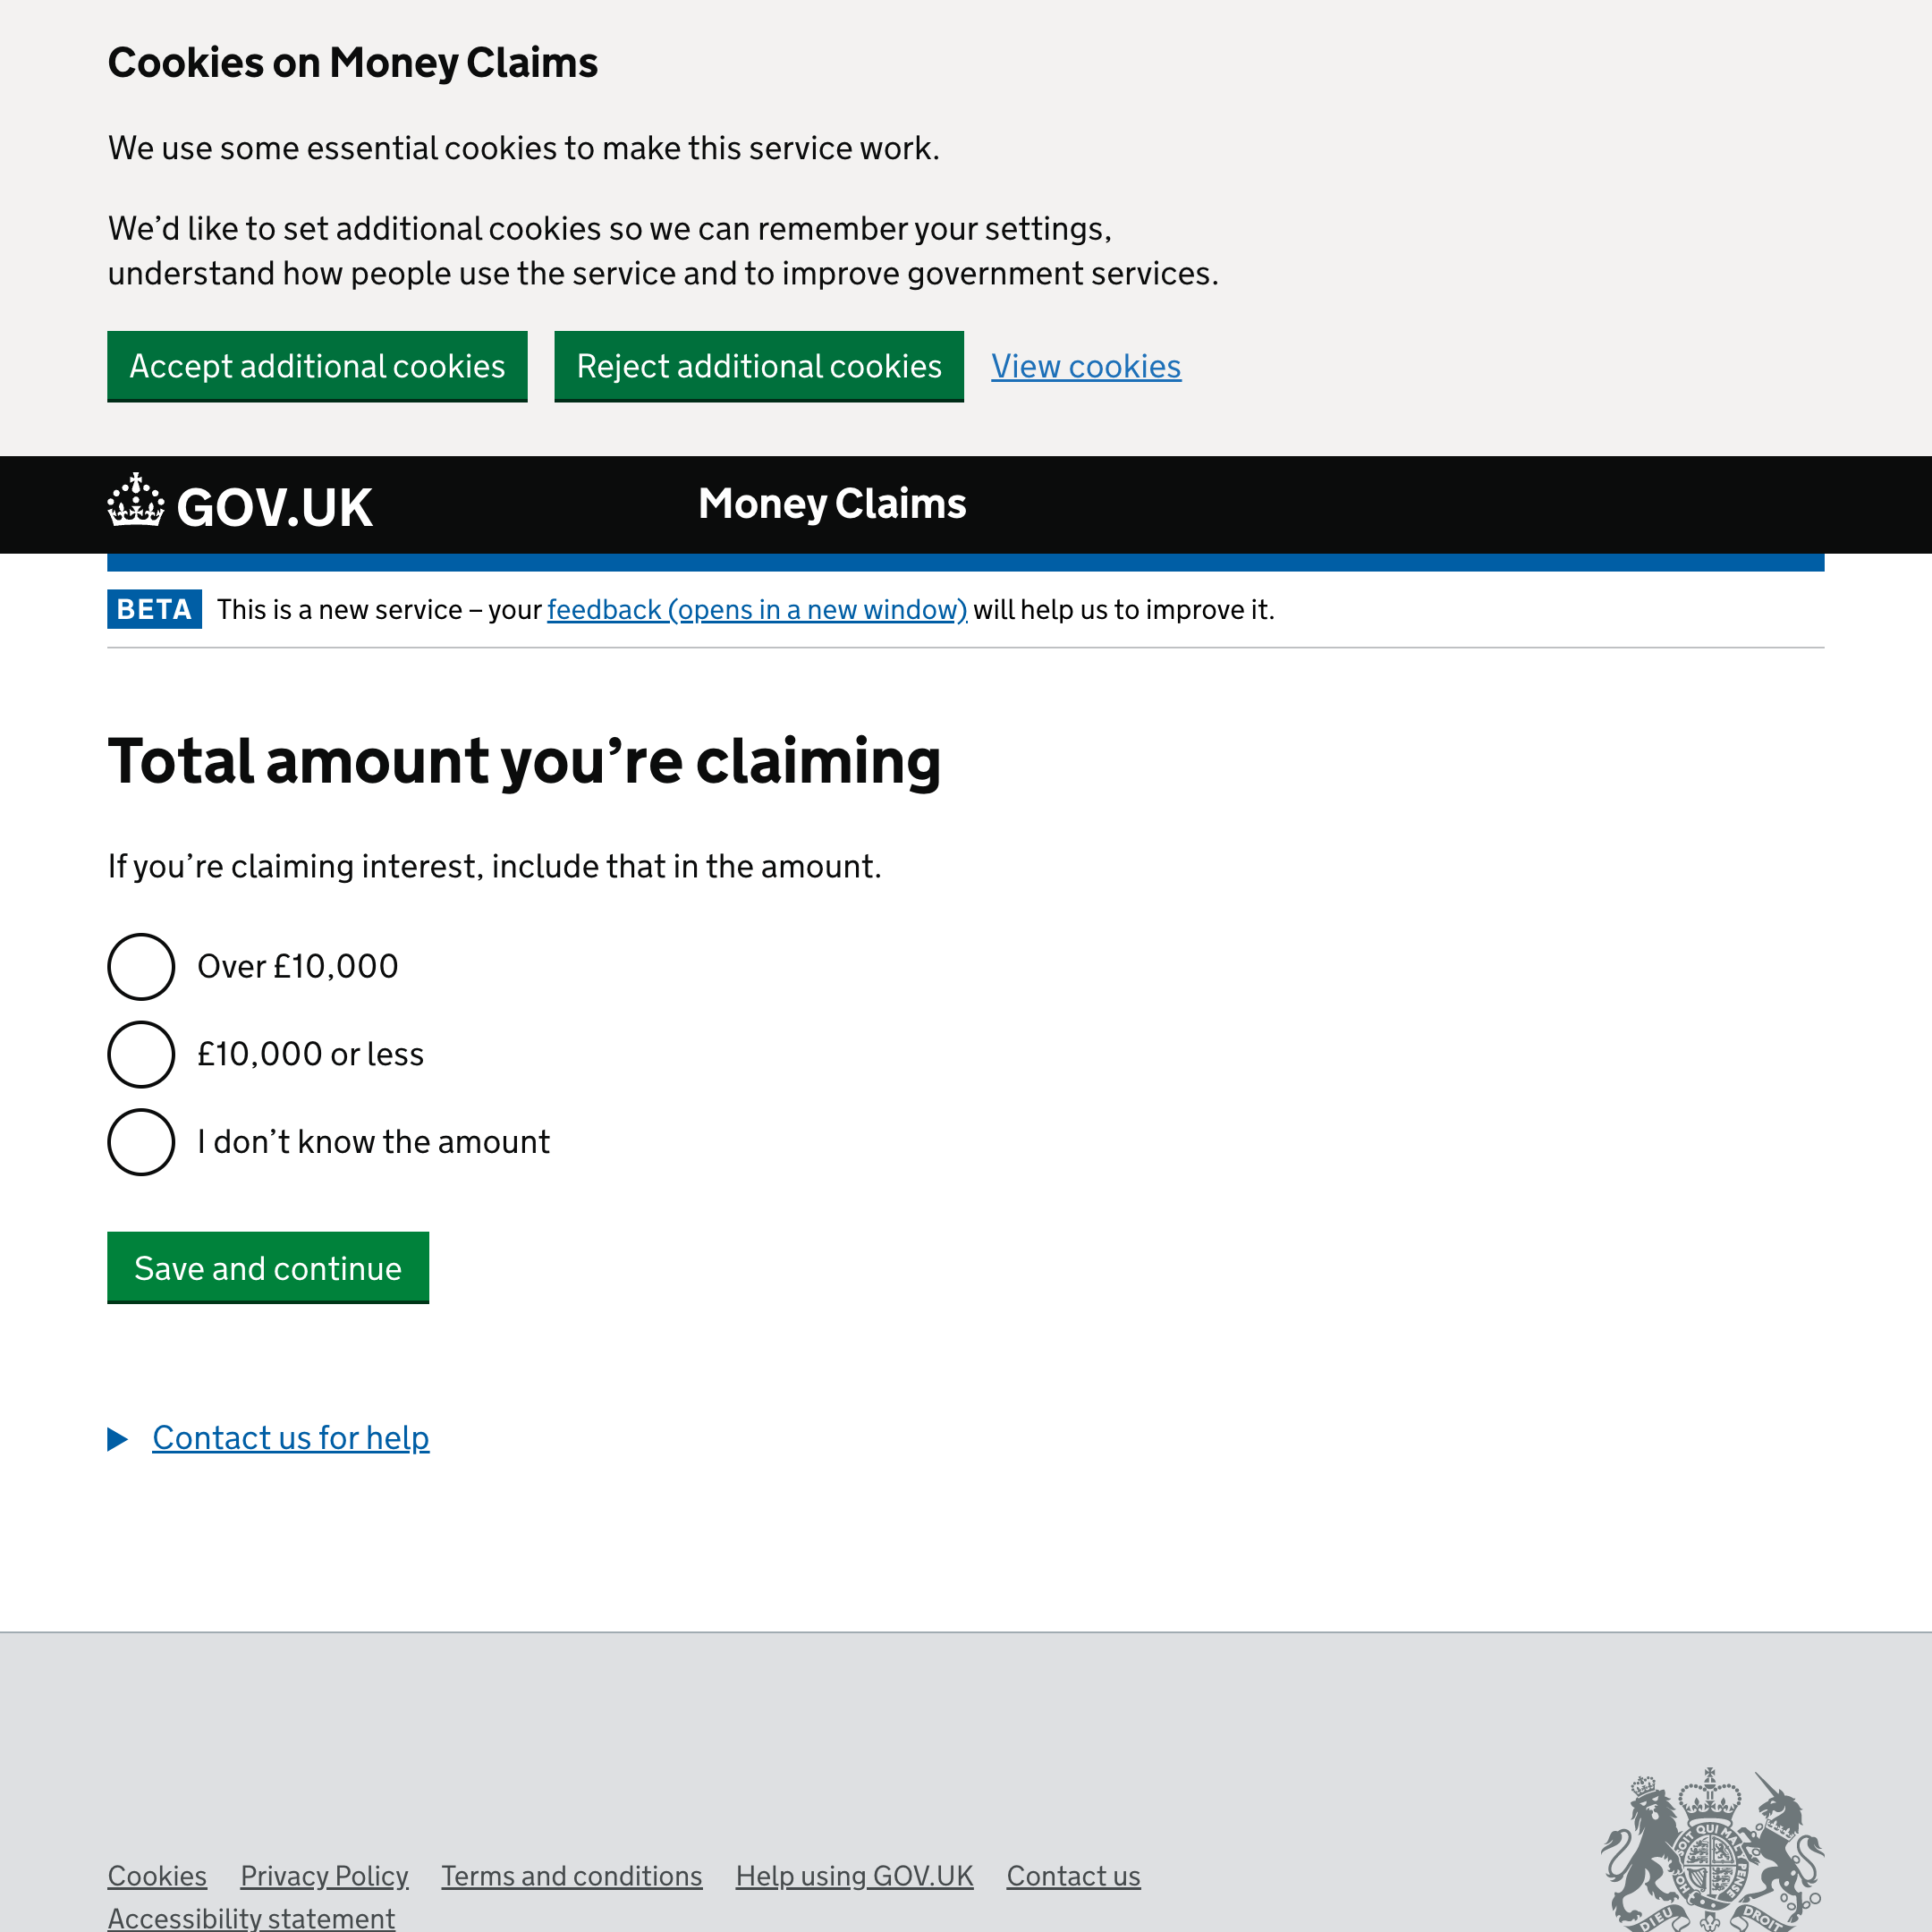 Cookies on Money Claims
We use some essential cookies to make this service work.
We’d like to set additional cookies so we can remember your settings,
understand how people use the service and to improve government services.
Accept additional cookies Reject additional cookies View cookies
GOV.UK Money Claims
BETA This is a new service – your feedback (opens in a new window) will help us to improve it.
Total amount you’re claiming
If you’re claiming interest, include that in the amount.
Over £10,000
£10,000 or less
I don’t know the amount
Save and continue
Contact us for help
Cookies Privacy Policy Terms and conditions Help using GOV.UK Contact us
Accessibility statement
DIEU DROIT